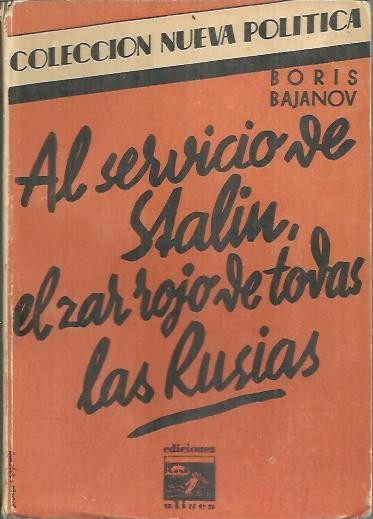 COLECCION NUEVA POLITICA
BORIS
BAJANOV
Al servicio de
Stalin,
el zar rojo de todas
las Rusias
ediciones
ulises